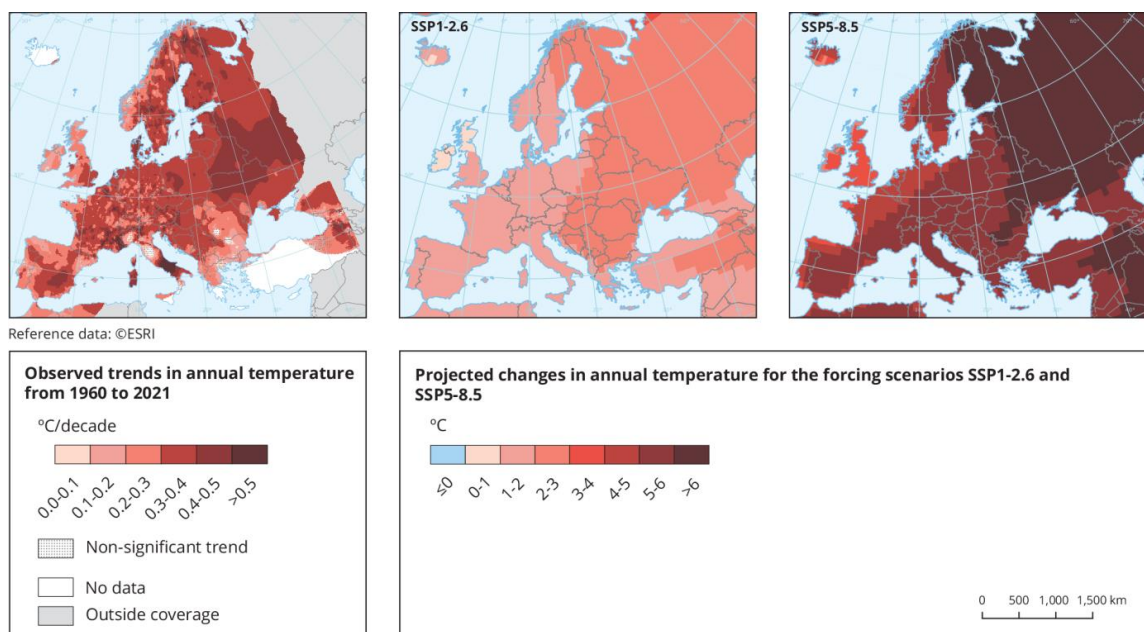 SSP1-2.6
SSP5-8.5
Reference data: ©ESRI
Observed trends in annual temperature
from 1960 to 2021
ºC/decade
0.0-0.1
0.1-0.2
0.2-0.3
0.3-0.4
0.4-0.5
>0.5
Non-significant trend
No data
Outside coverage
Projected changes in annual temperature for the forcing scenarios SSP1-2.6 and
SSP5-8.5
ºC
≤0
0-1
1-2
2-3
3-4
4-5
5-6
>6
0 500 1,000 1,500 km